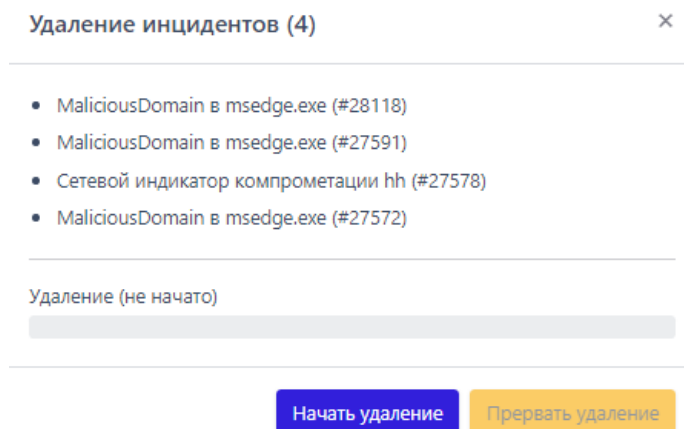 Удаление инцидентов (4)
MaliciousDomain в msedge.exe (#28118)
MaliciousDomain в msedge.exe (#27591)
Сетевой индикатор компрометации hh (#27578)
MaliciousDomain в msedge.exe (#27572)
Удаление (не начато)
Начать удаление
Прервать удаление